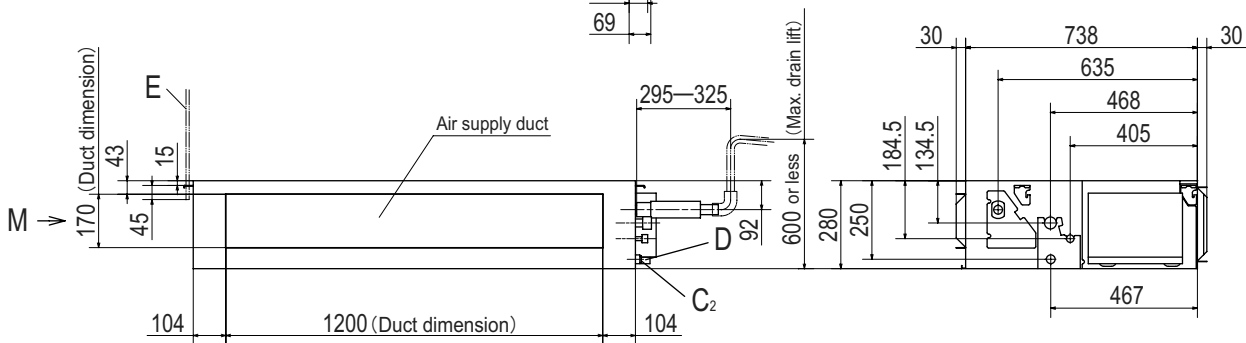 69
30
738
30
635
468
405
184.5
134.5
295—325
600 or less (Max. drain lift)
E
Air supply duct
170 (Duct dimension)
43
15
45
M
92
D
C2
280
250
467
104
1200 (Duct dimension)
104